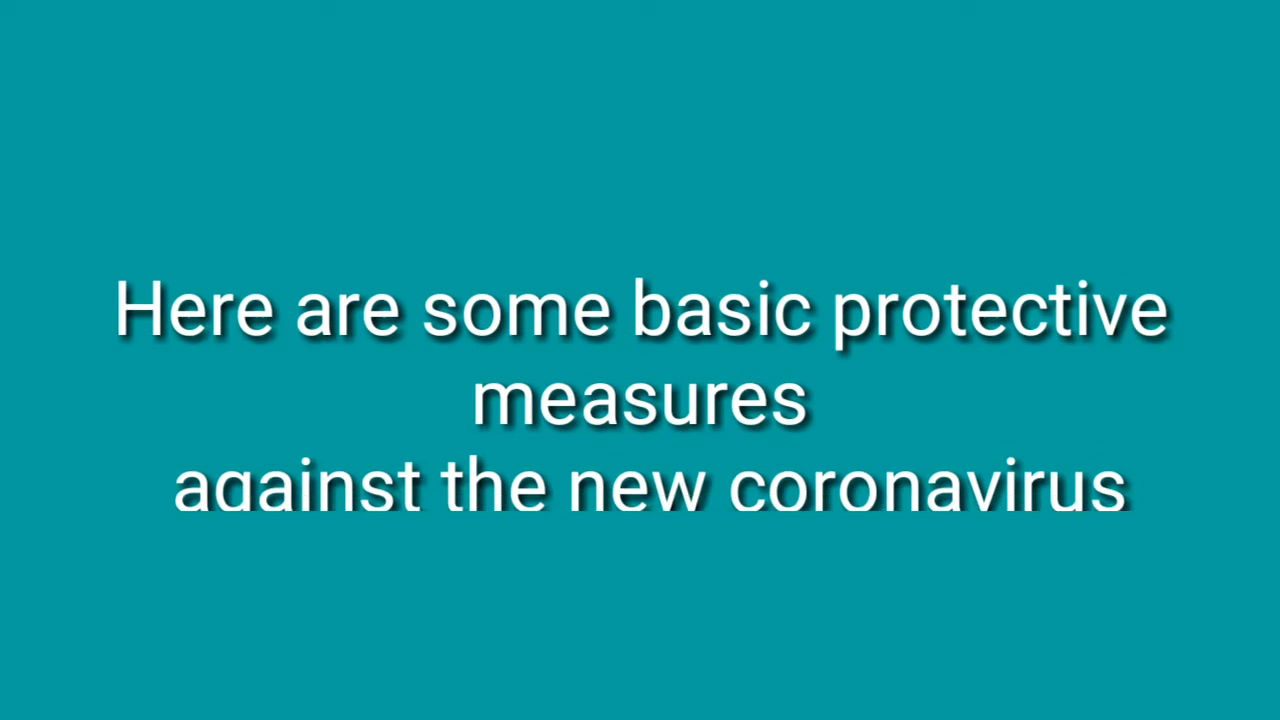 Here are some basic protective
measures
against the new coronavirus